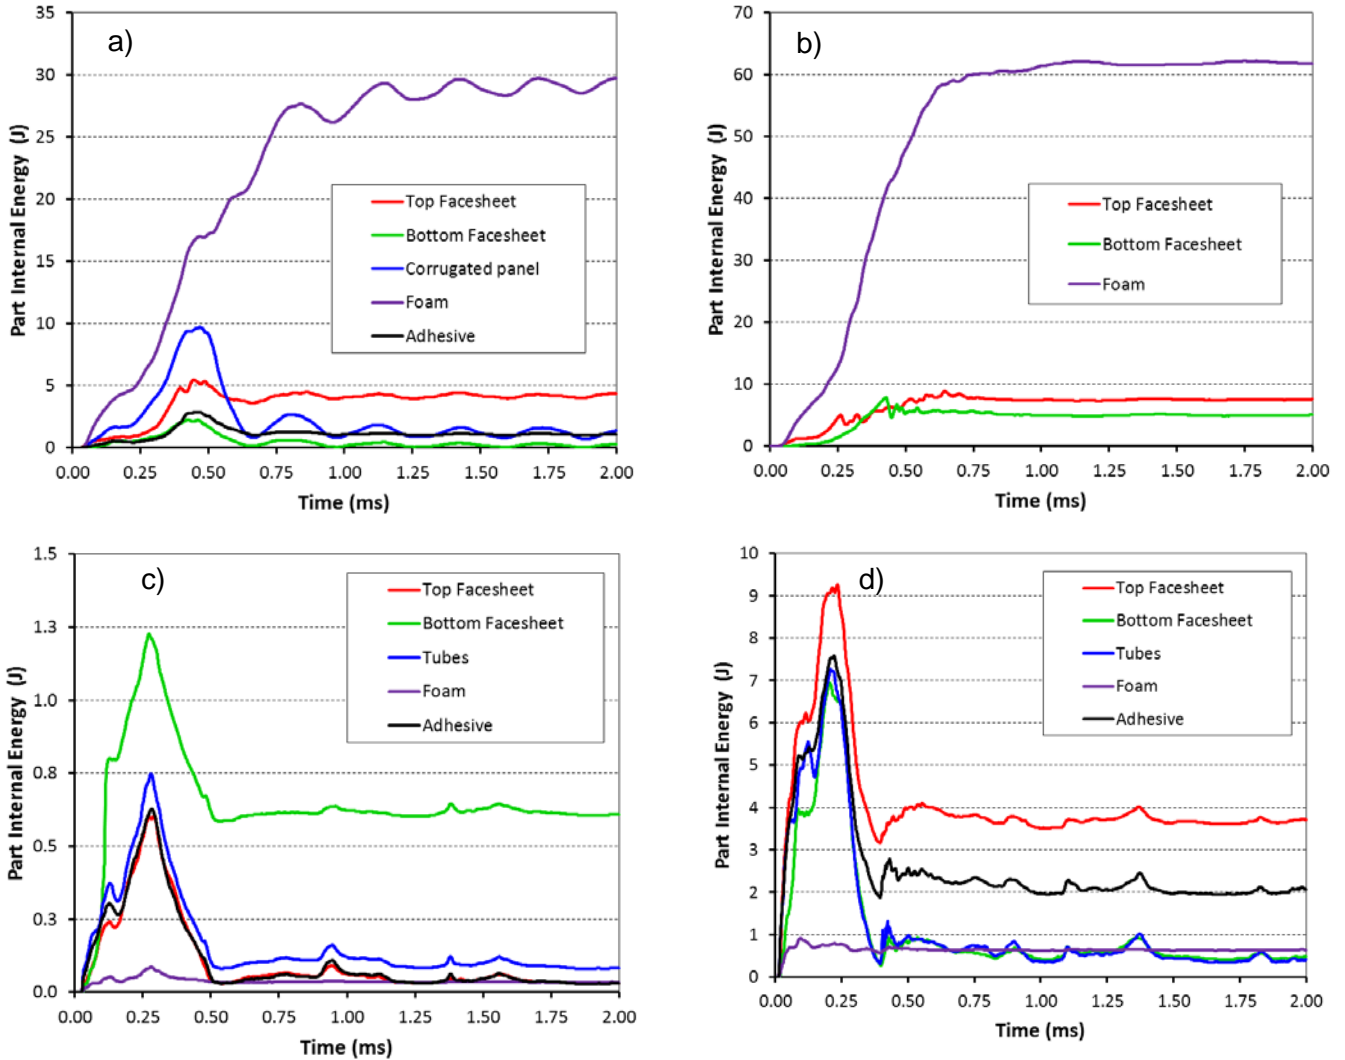 a)
35
30
25
20
15
10
5
0
Part Internal Energy (J)
Top Facesheet
Bottom Facesheet
Corrugated panel
Foam
Adhesive
0.00 0.25 0.50 0.75 1.00 1.25 1.50 1.75 2.00
Time (ms)
b)
70
60
50
40
30
20
10
0
Part Internal Energy (J)
Top Facesheet
Bottom Facesheet
Foam
0.00 0.25 0.50 0.75 1.00 1.25 1.50 1.75 2.00
Time (ms)
c)
1.5
1.3
1.0
0.8
0.5
0.3
0.0
Part Internal Energy (J)
Top Facesheet
Bottom Facesheet
Tubes
Foam
Adhesive
0.00 0.25 0.50 0.75 1.00 1.25 1.50 1.75 2.00
Time (ms)
d)
10
9
8
7
6
5
4
3
2
1
0
Part Internal Energy (J)
Top Facesheet
Bottom Facesheet
Tubes
Foam
Adhesive
0.00 0.25 0.50 0.75 1.00 1.25 1.50 1.75 2.00
Time (ms)